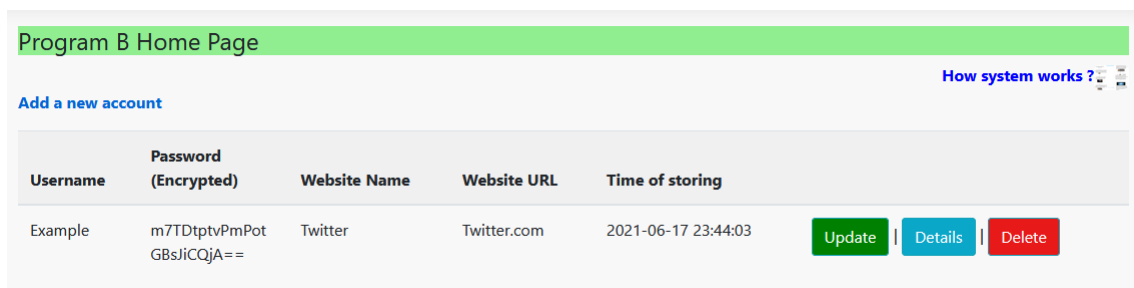 Program B Home Page
How system works ?
Add a new account
Username Password (Encrypted) Website Name Website URL Time of storing
Example m7TDtptvPmPot Twitter Twitter.com 2021-06-17 23:44:03 Update | Details | Delete
GBsJiCQjA==